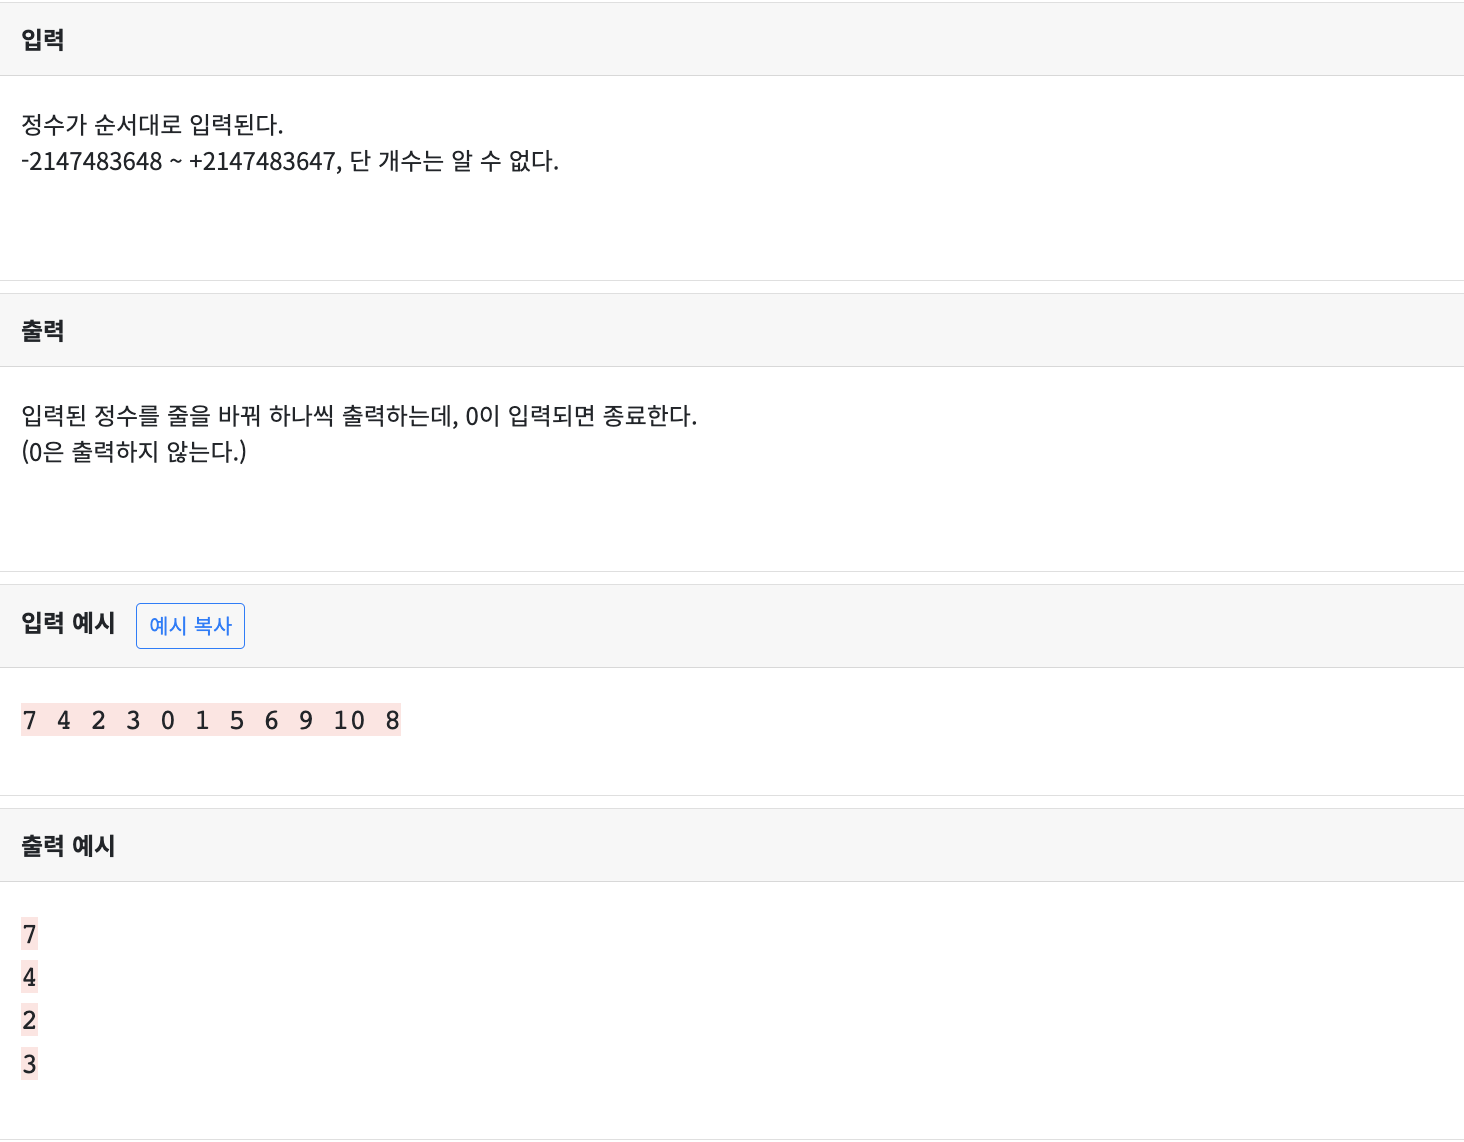 입력
정수가 순서대로 입력된다.
-2147483648 ~ +2147483647, 단 개수는 알 수 없다.
출력
입력된 정수를 줄을 바꿔 하나씩 출력하는데, 0이 입력되면 종료한다.
(0은 출력하지 않는다.)
입력 예시 예시 복사
7 4 2 3 0 1 5 6 9 10 8
출력 예시
7
4
2
3